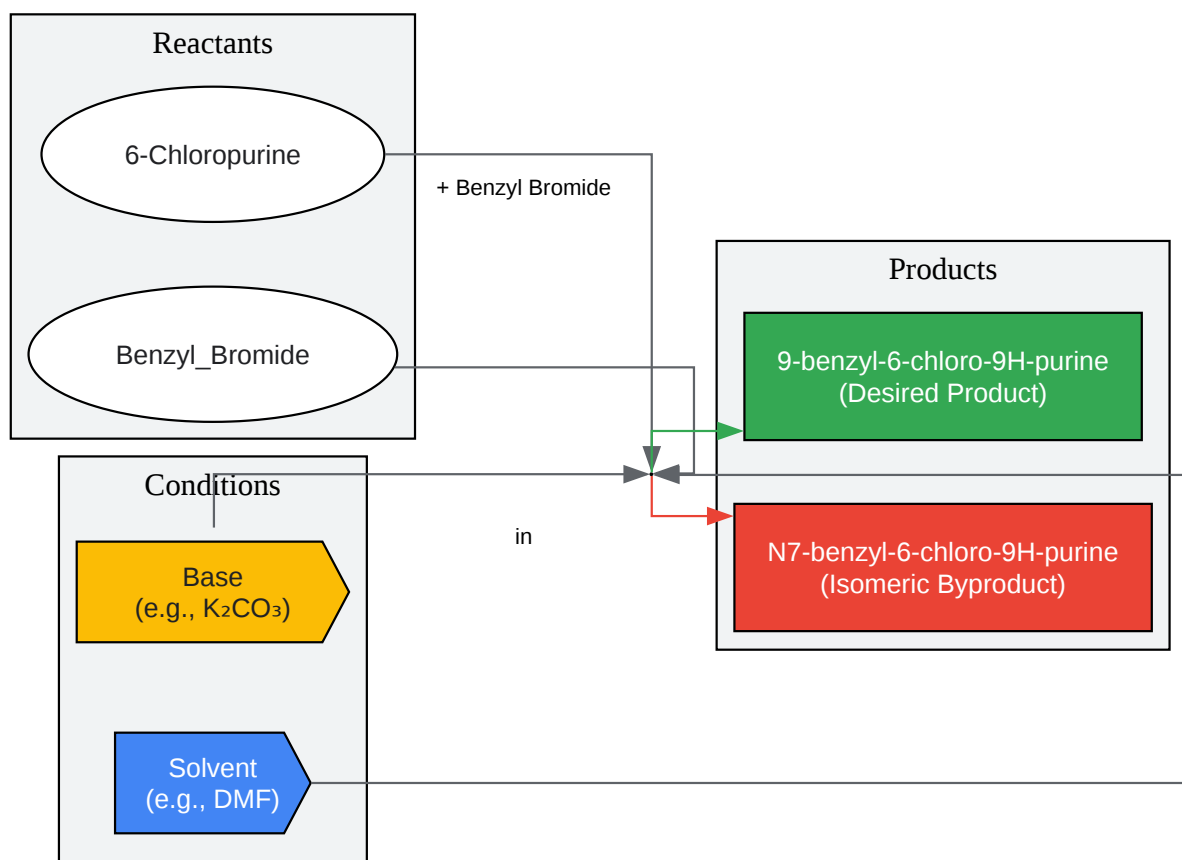 Reactants
6-Chloropurine
+ Benzyl Bromide
Benzyl_Bromide
Products
9-benzyl-6-chloro-9H-purine
(Desired Product)
N7-benzyl-6-chloro-9H-purine
(Isomeric Byproduct)
Conditions
in
Base
(e.g., K₂CO₃)
Solvent
(e.g., DMF)